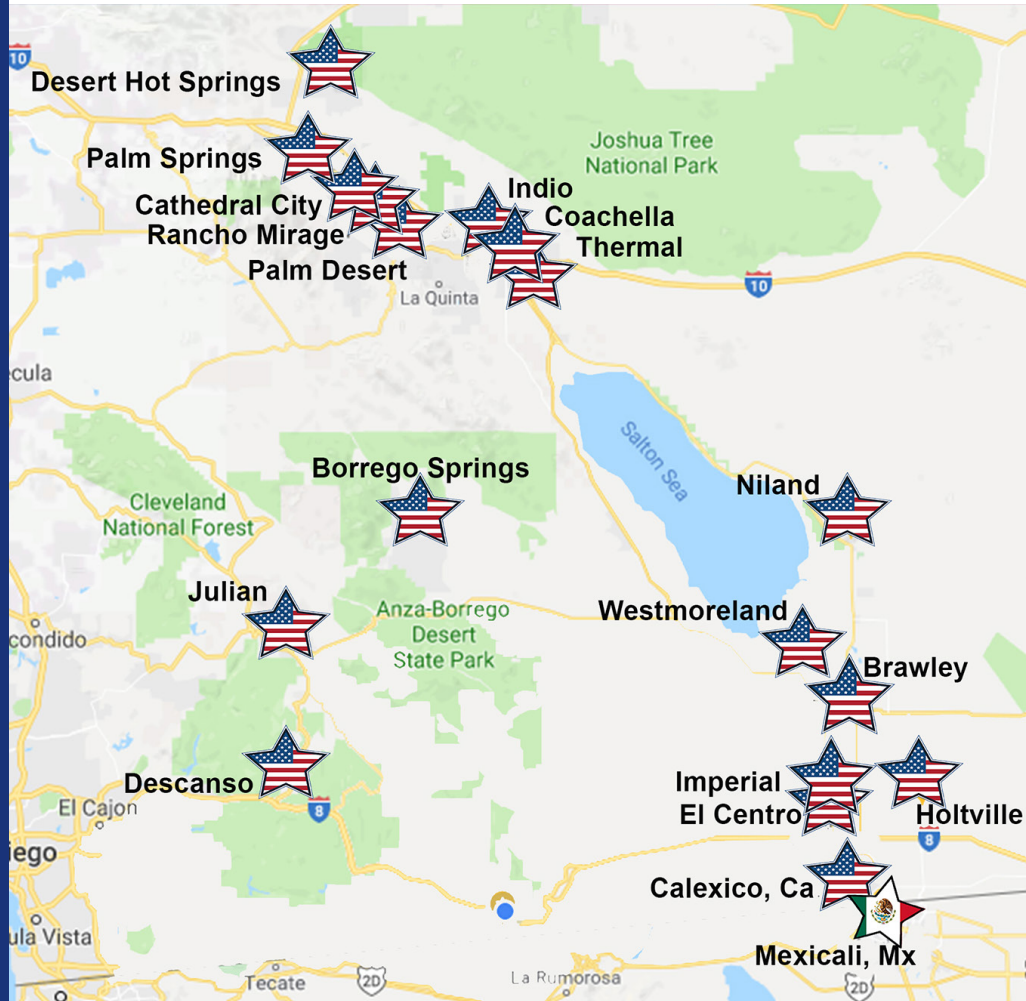 10
Desert Hot Springs
Joshua Tree
National Park
Palm Springs
Indio
Cathedral City
Coachella
Rancho Mirage
Thermal
Palm Desert
10
La Quinta
ecula
Salton Sea
Borrego Springs
Niland
Cleveland
National Forest
Julian
Anza-Borrego
Desert
State Park
Westmoreland
condido
Brawley
Descanso
Imperial
El Centro
Holtville
El Cajon
8
8
iego
Calexico, Ca
ula Vista
Mexicali, Mx
Tecate
2D
La Rumorosa
2D